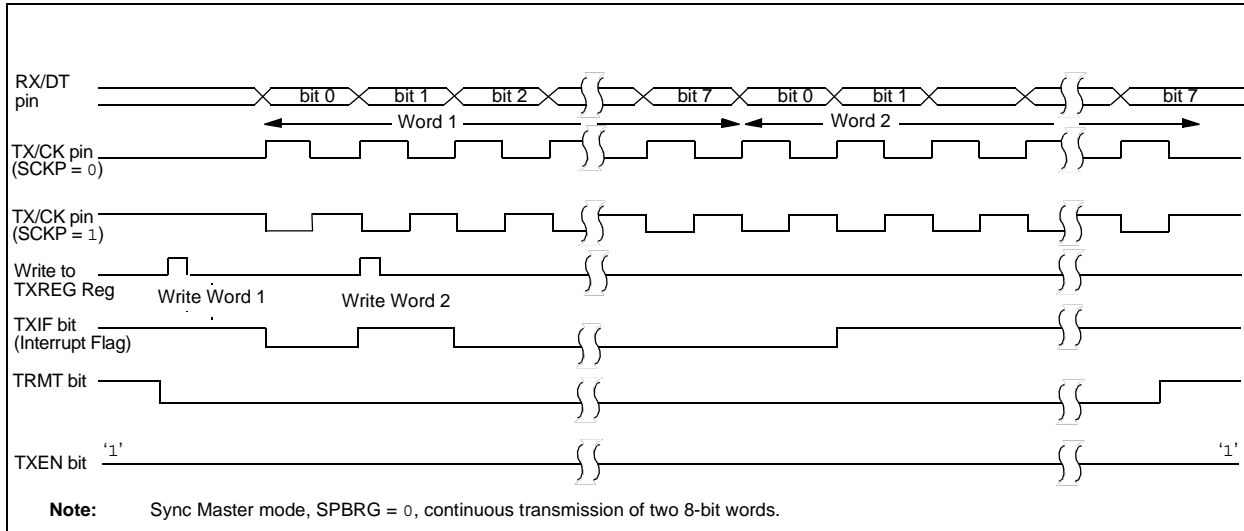 RX/DT
pin
bit 0 bit 1 bit 2 bit 7 bit 0 bit 1 bit 7
Word 1 Word 2
TX/CK pin
(SCKP = 0)
TX/CK pin
(SCKP = 1)
Write to
TXREG Reg
Write Word 1 Write Word 2
TXIF bit
(Interrupt Flag)
TRMT bit
TXEN bit
‘1’ ‘1’
Note: Sync Master mode, SPBRG = 0, continuous transmission of two 8-bit words.